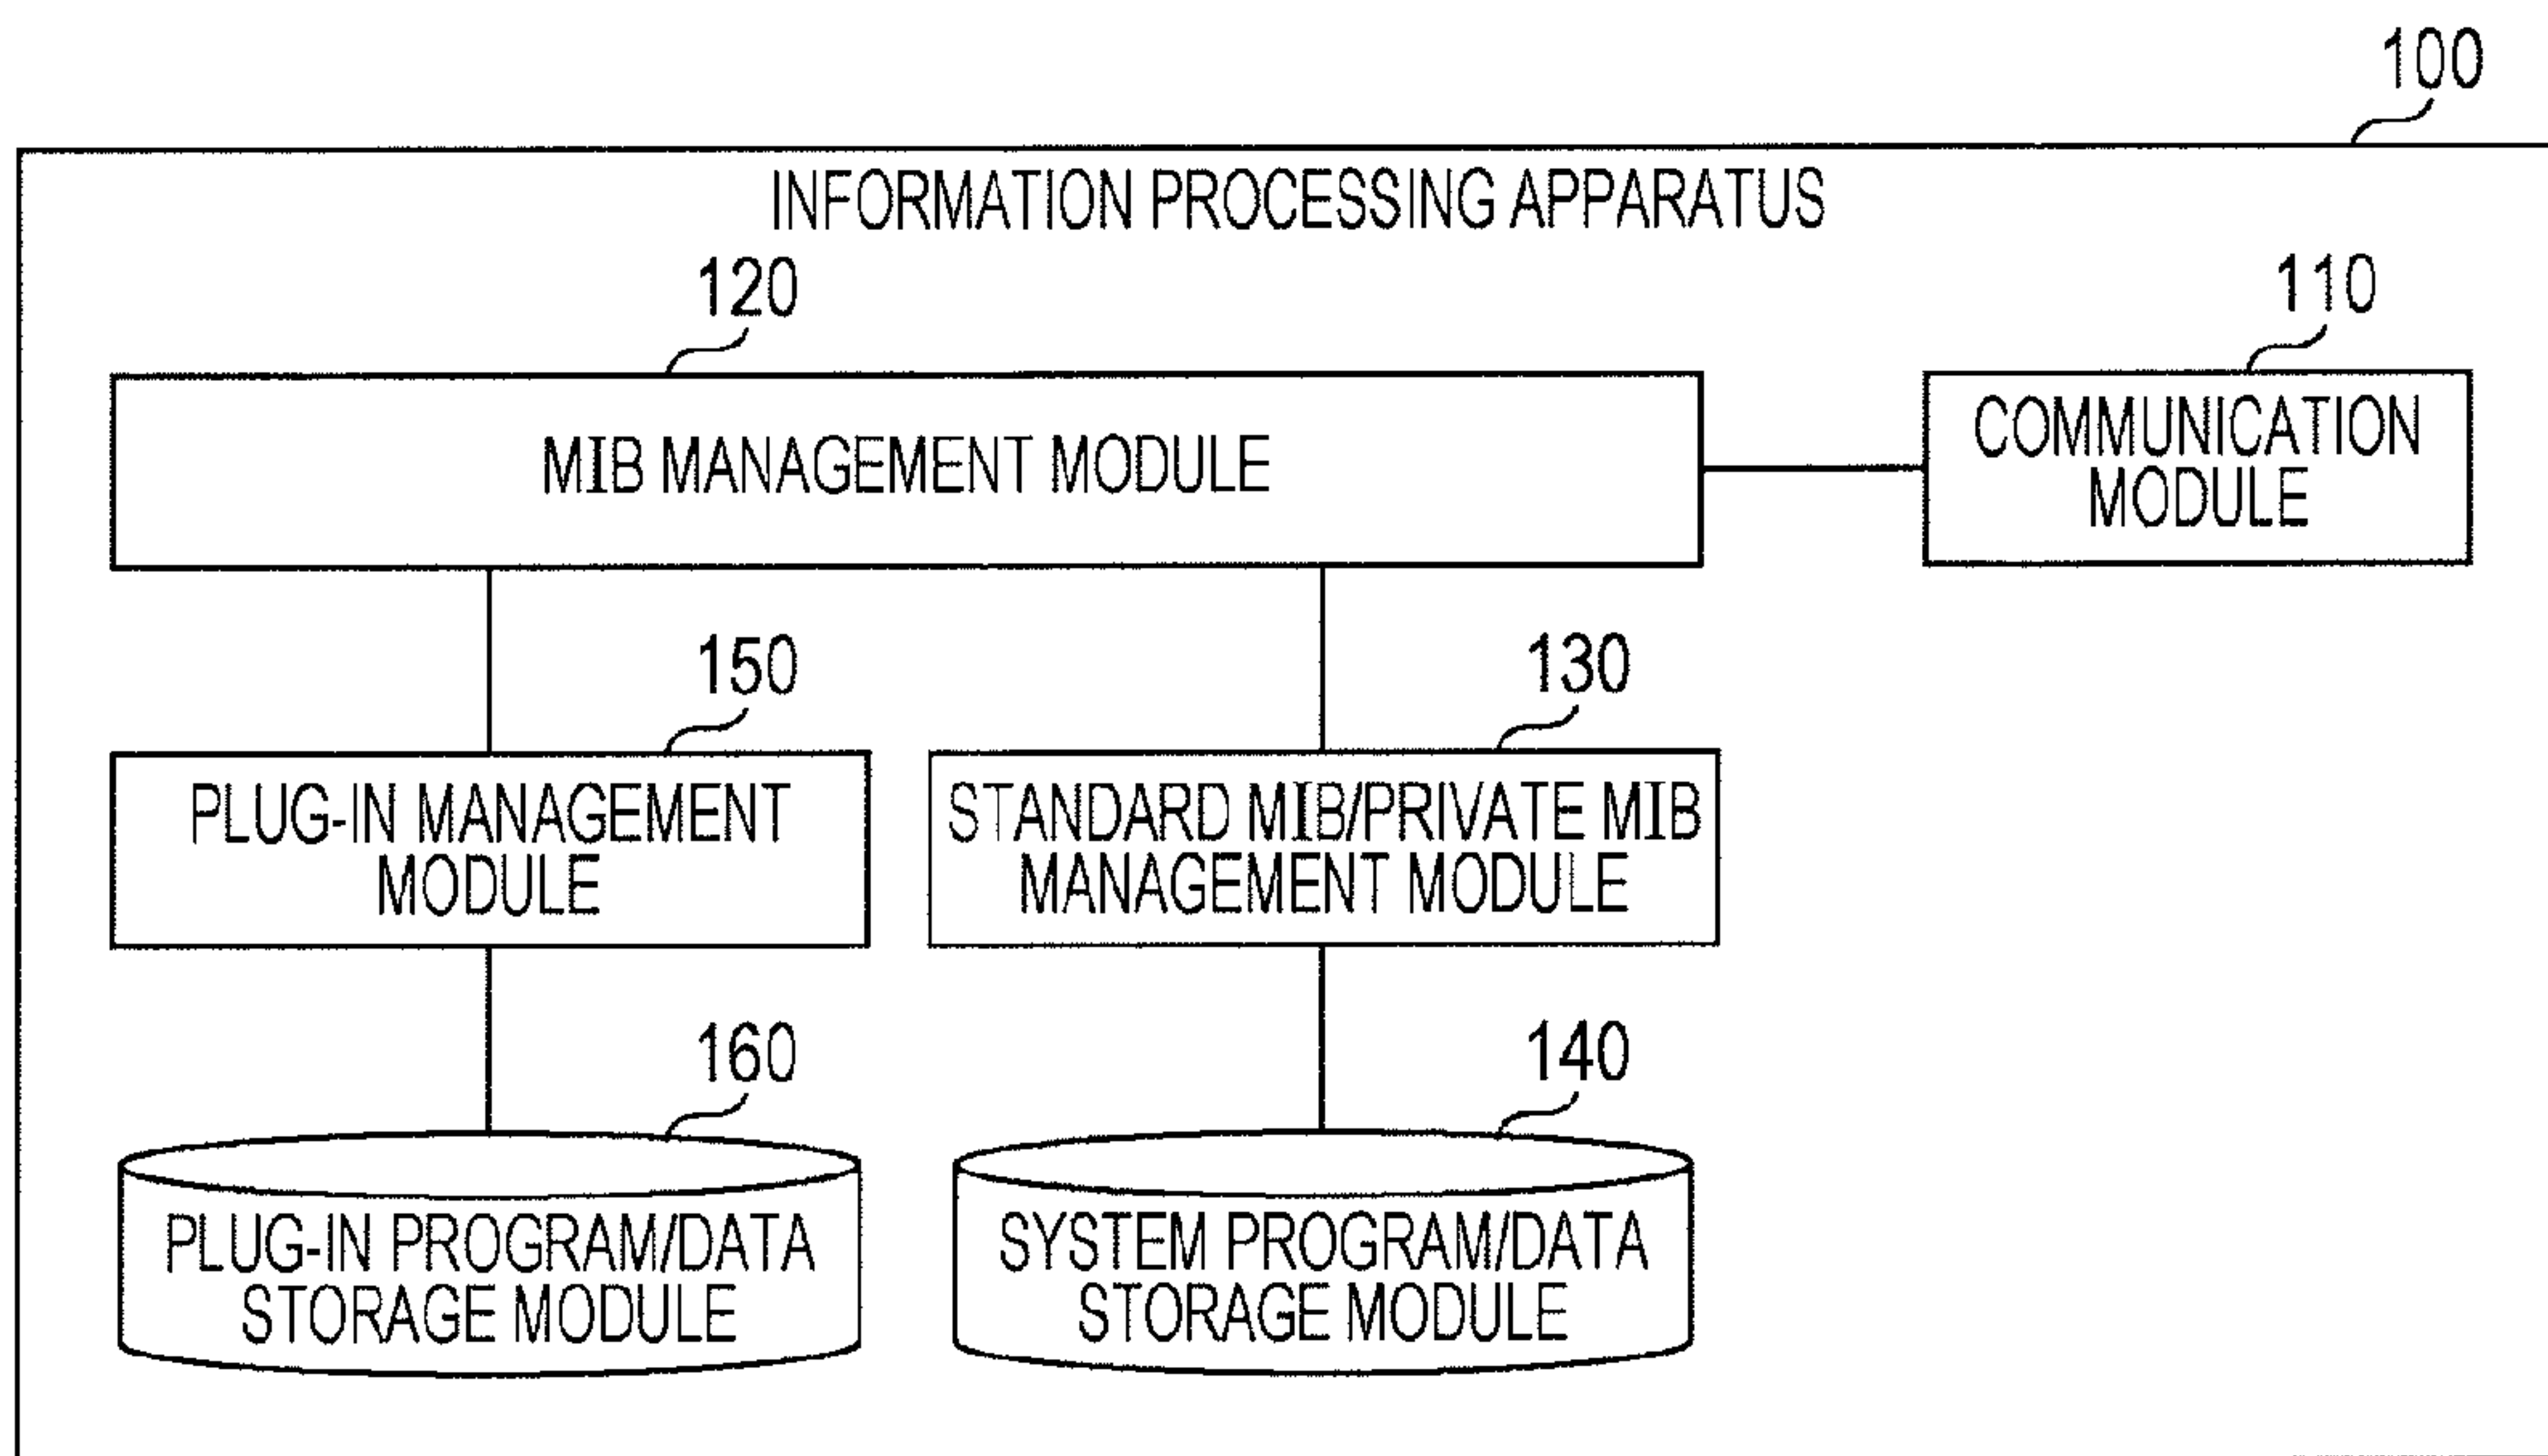 100
INFORMATION PROCESSING APPARATUS
120
110
MIB MANAGEMENT MODULE
COMMUNICATION
MODULE
150
130
PLUG-IN MANAGEMENT
MODULE
STANDARD MIB/PRIVATE MIB
MANAGEMENT MODULE
160
140
PLUG-IN PROGRAM/DATA
STORAGE MODULE
SYSTEM PROGRAM/DATA
STORAGE MODULE